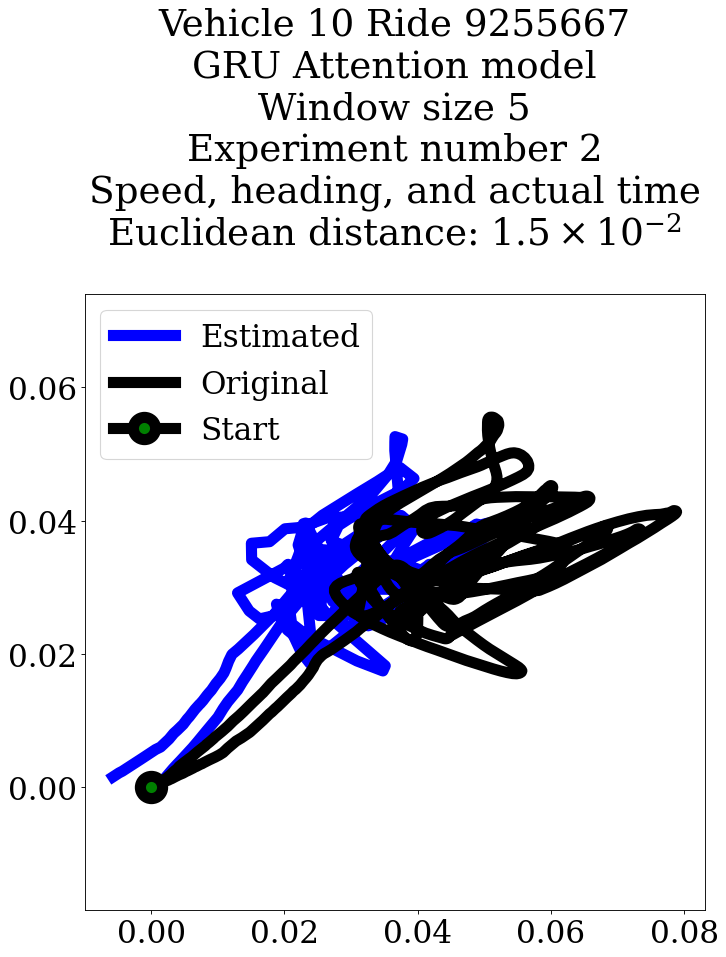 Vehicle 10 Ride 9255667
GRU Attention model
Window size 5
Experiment number 2
Speed, heading, and actual time
Euclidean distance: 1.5 × 10⁻²
Estimated
Original
Start
0.06
0.04
0.02
0.00
0.00 0.02 0.04 0.06 0.08